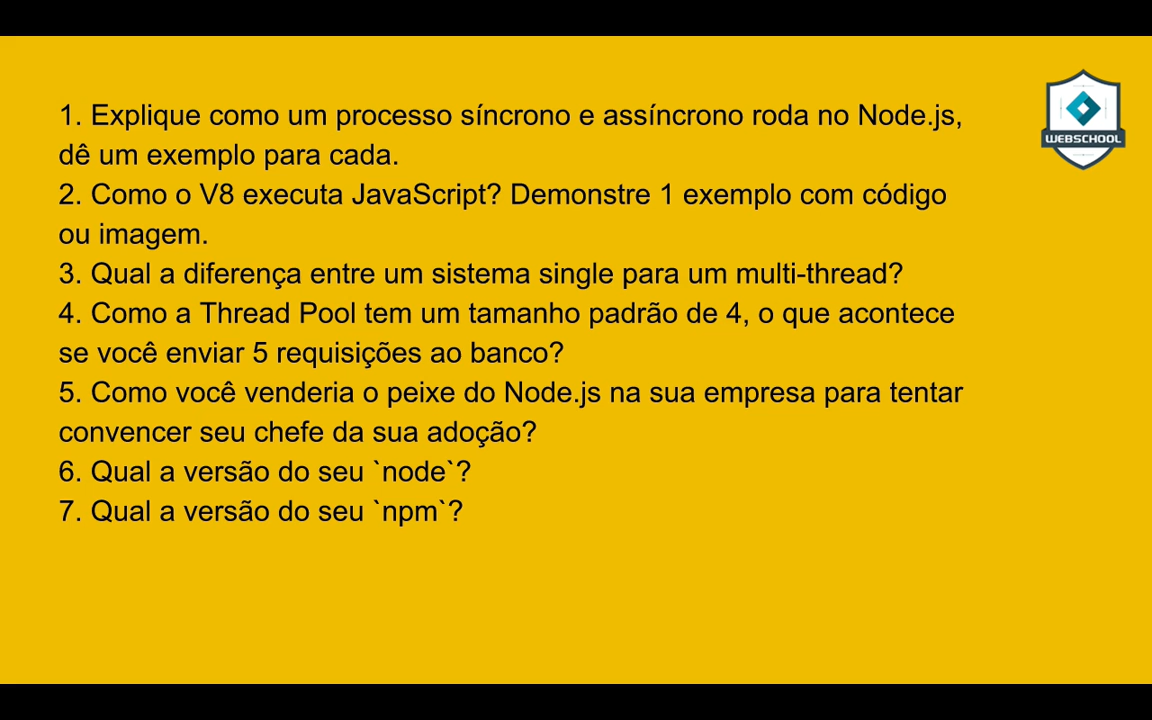 1. Explique como um processo síncrono e assíncrono roda no Node.js,
dê um exemplo para cada.
2. Como o V8 executa JavaScript? Demonstre 1 exemplo com código
ou imagem.
3. Qual a diferença entre um sistema single para um multi-thread?
4. Como a Thread Pool tem um tamanho padrão de 4, o que acontece
se você enviar 5 requisições ao banco?
5. Como você venderia o peixe do Node.js na sua empresa para tentar
convencer seu chefe da sua adoção?
6. Qual a versão do seu `node`?
7. Qual a versão do seu `npm`?
WEBSCHOOL